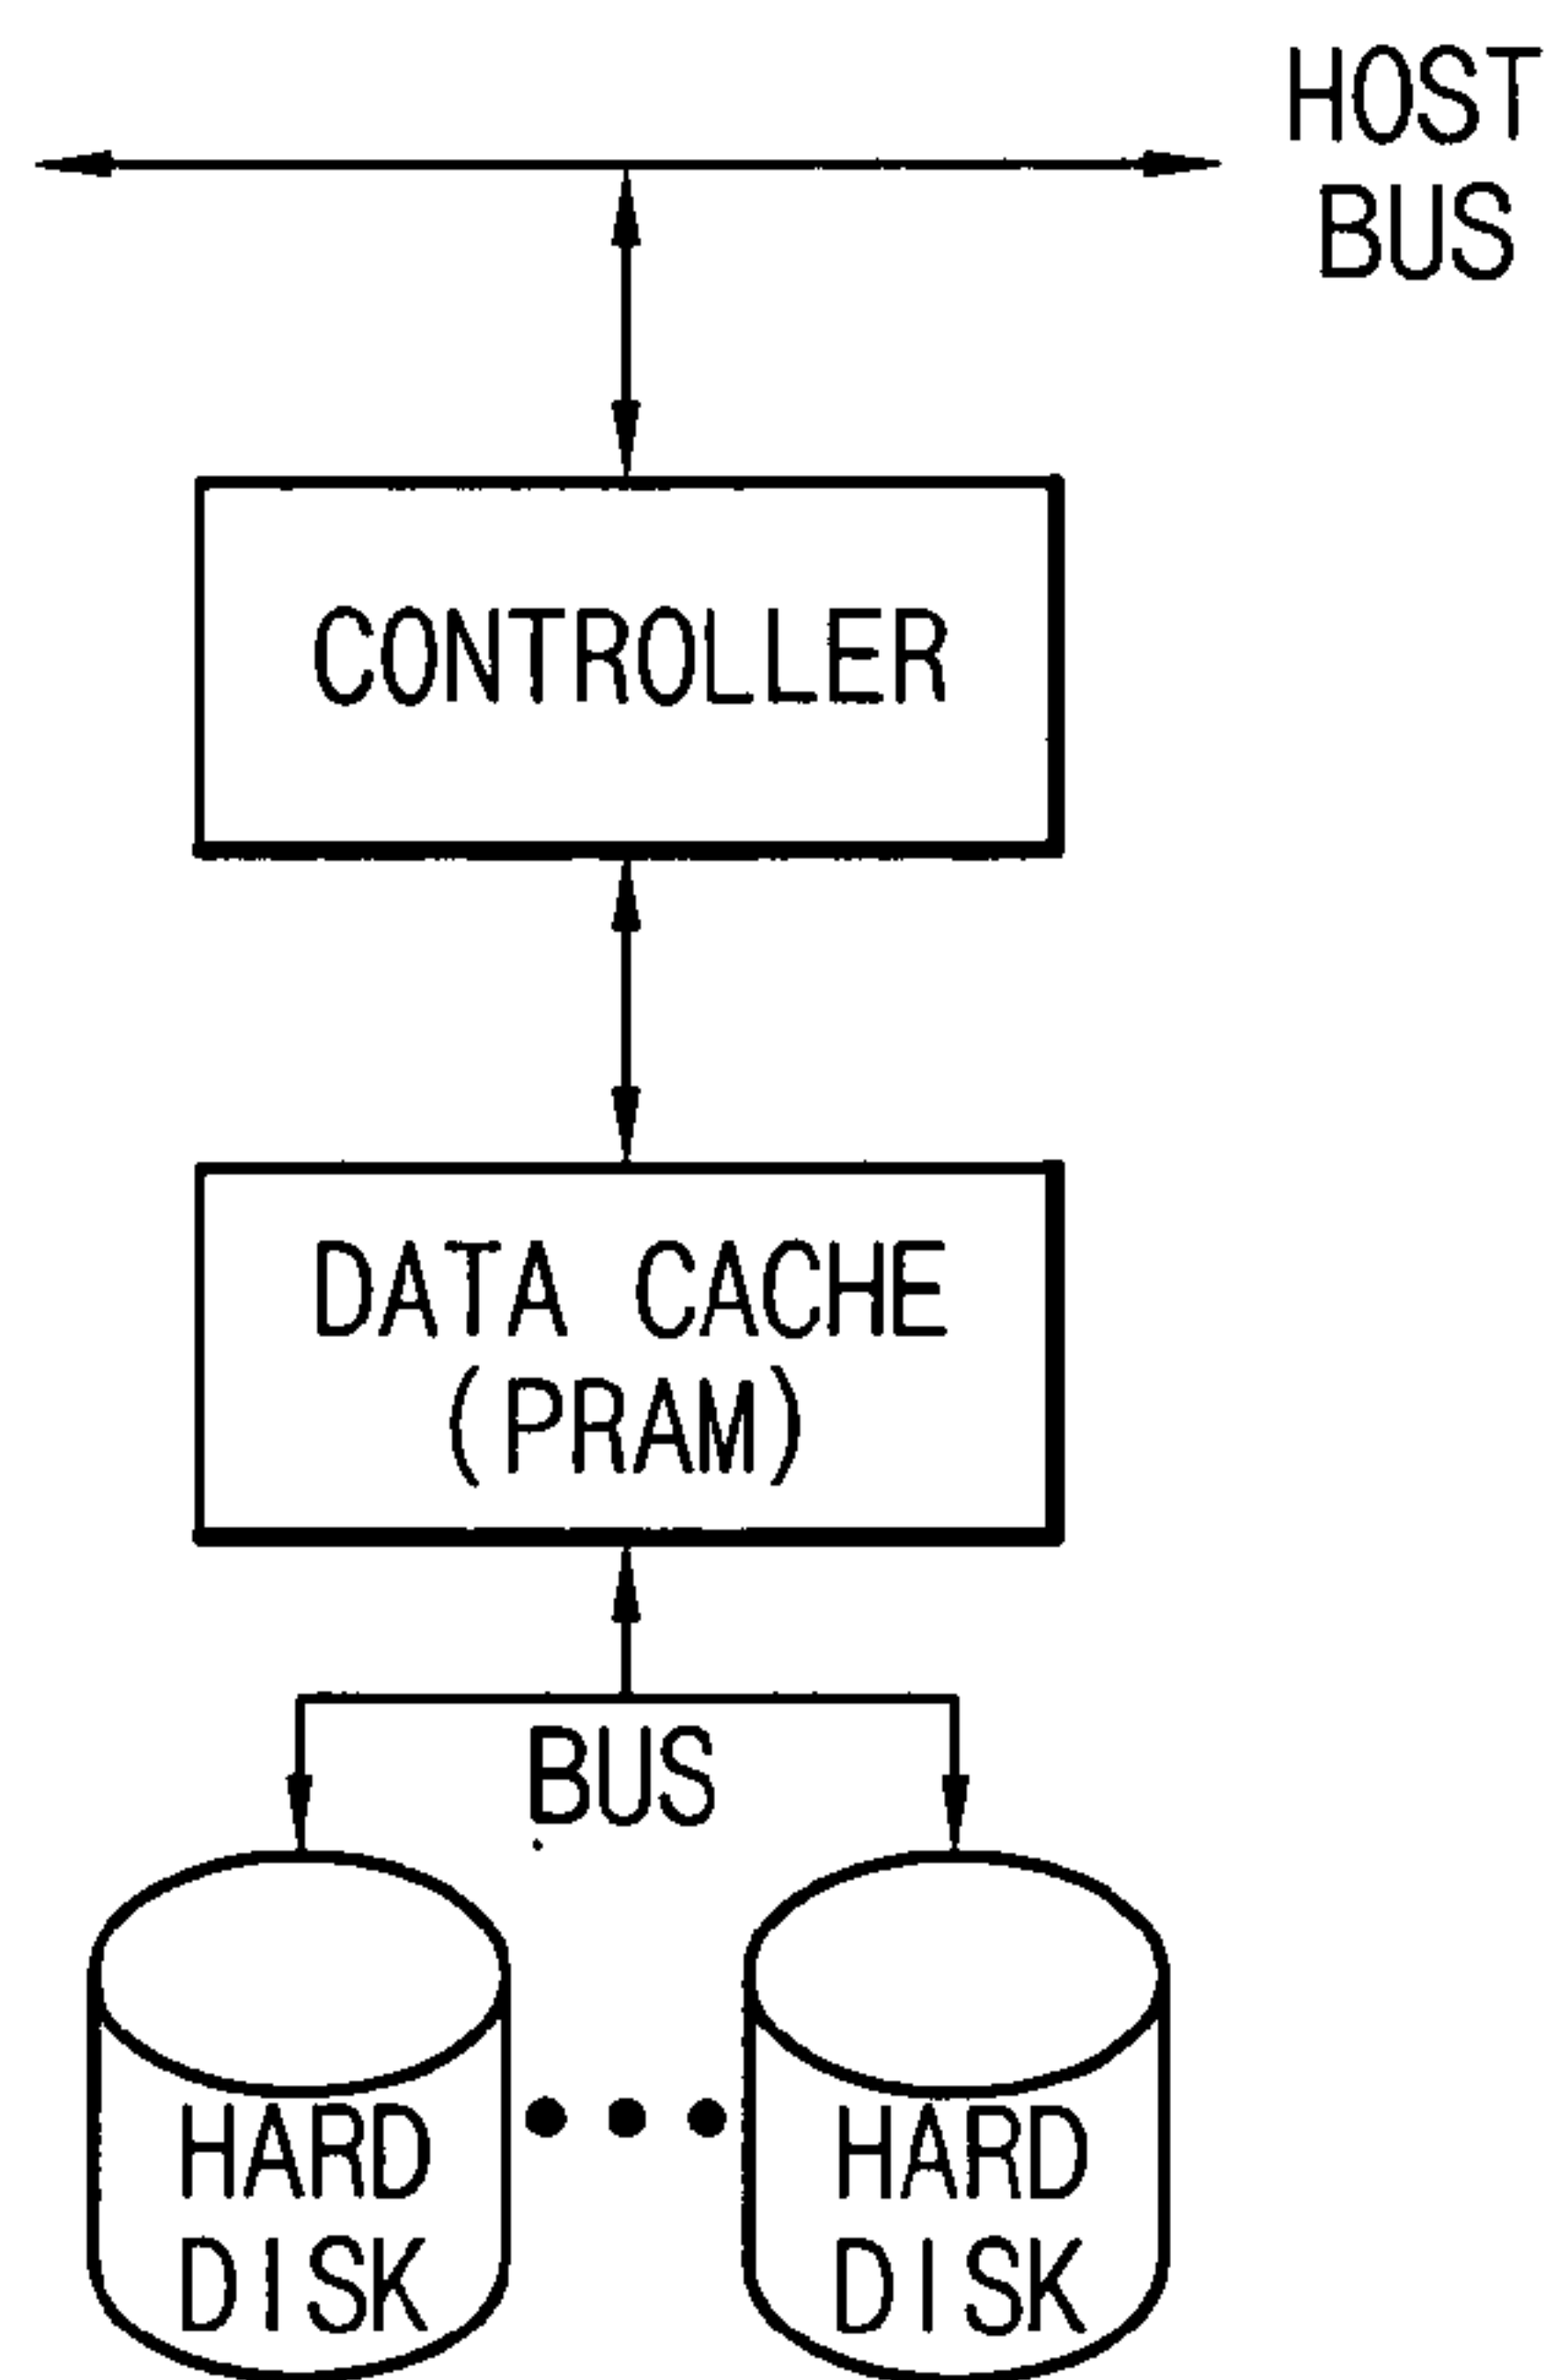 HOST
BUS
CONTROLLER
DATA CACHE
(PRAM)
BUS
HARD
DISK
HARD
DISK